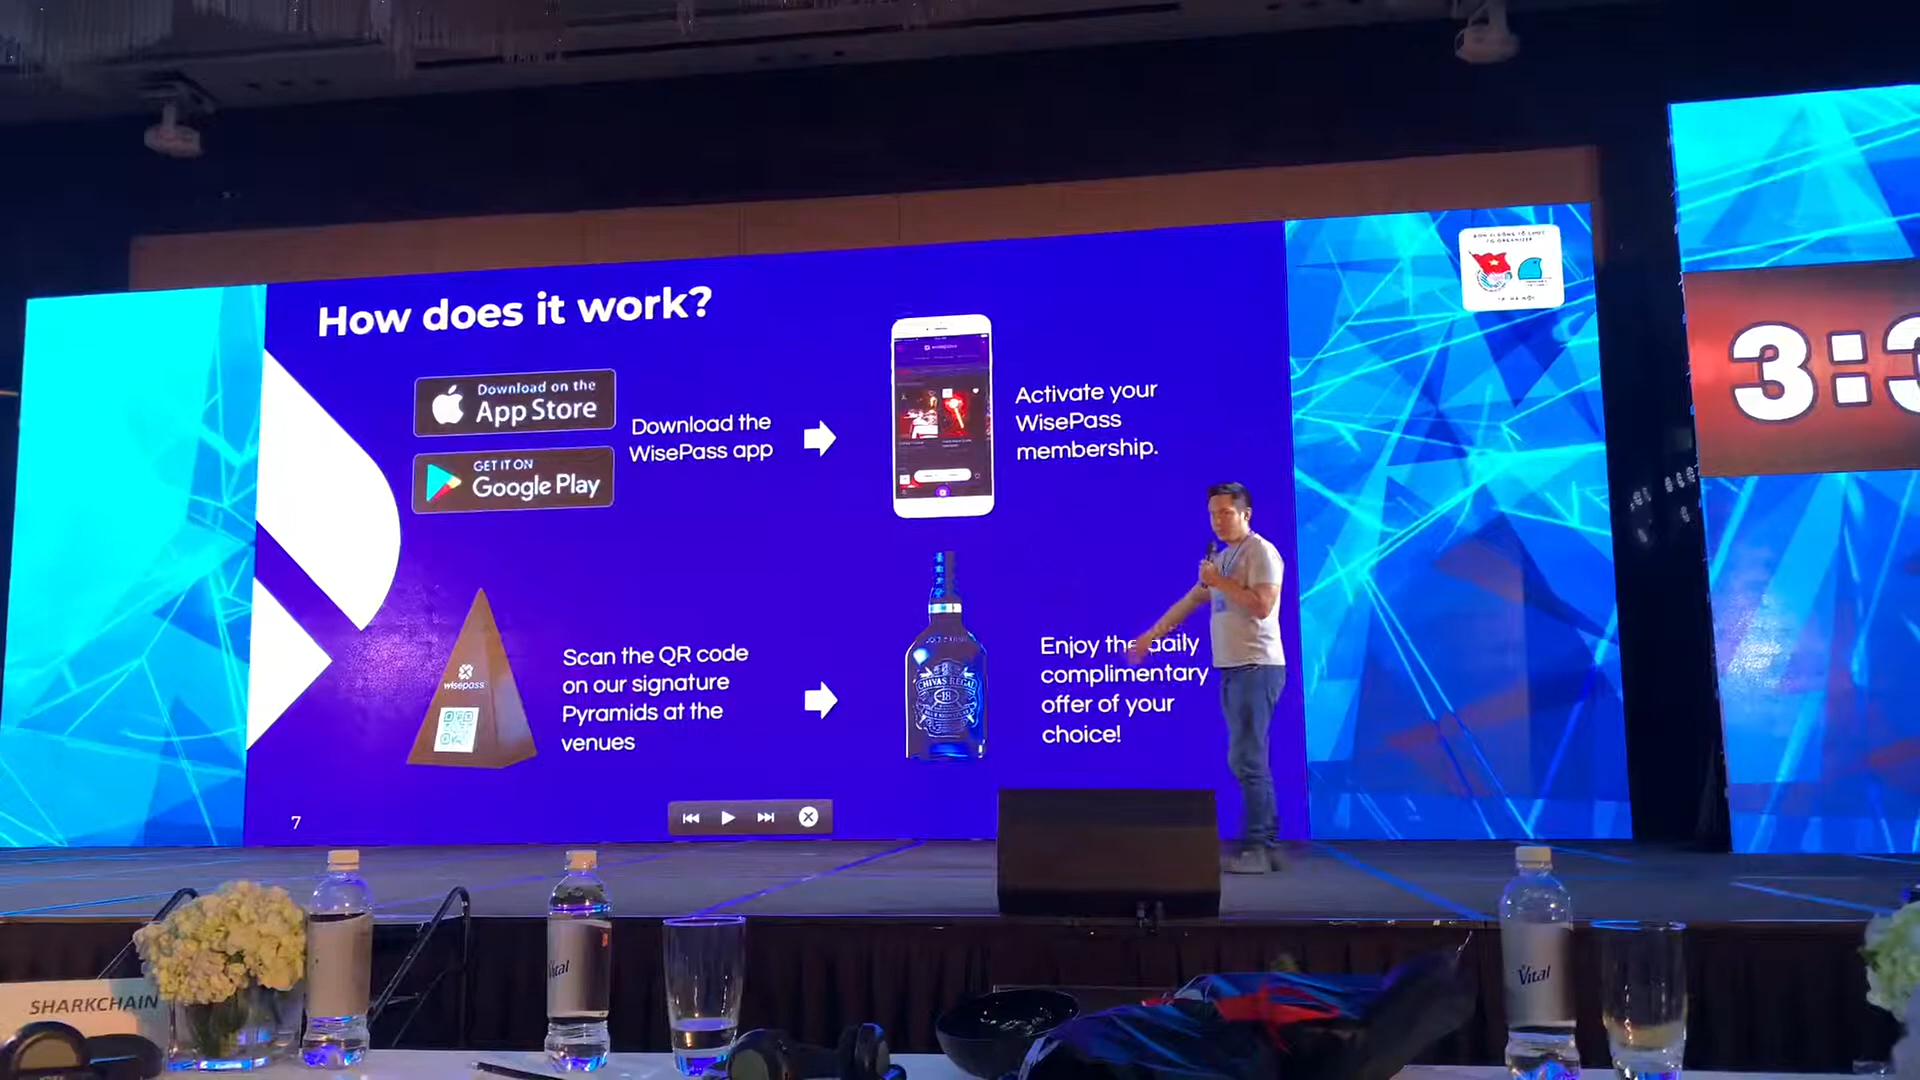 How does it work?
Download on the
App Store
GET IT ON
Google Play
Download the
WisePass app
Activate your
WisePass
membership.
wisepass
Scan the QR code
on our signature
Pyramids at the
venues
CHIVAS REGAL
18
Enjoy the daily
complimentary
offer of your
choice!
7
3:3
SHARKCHAIN
Vital
Vital